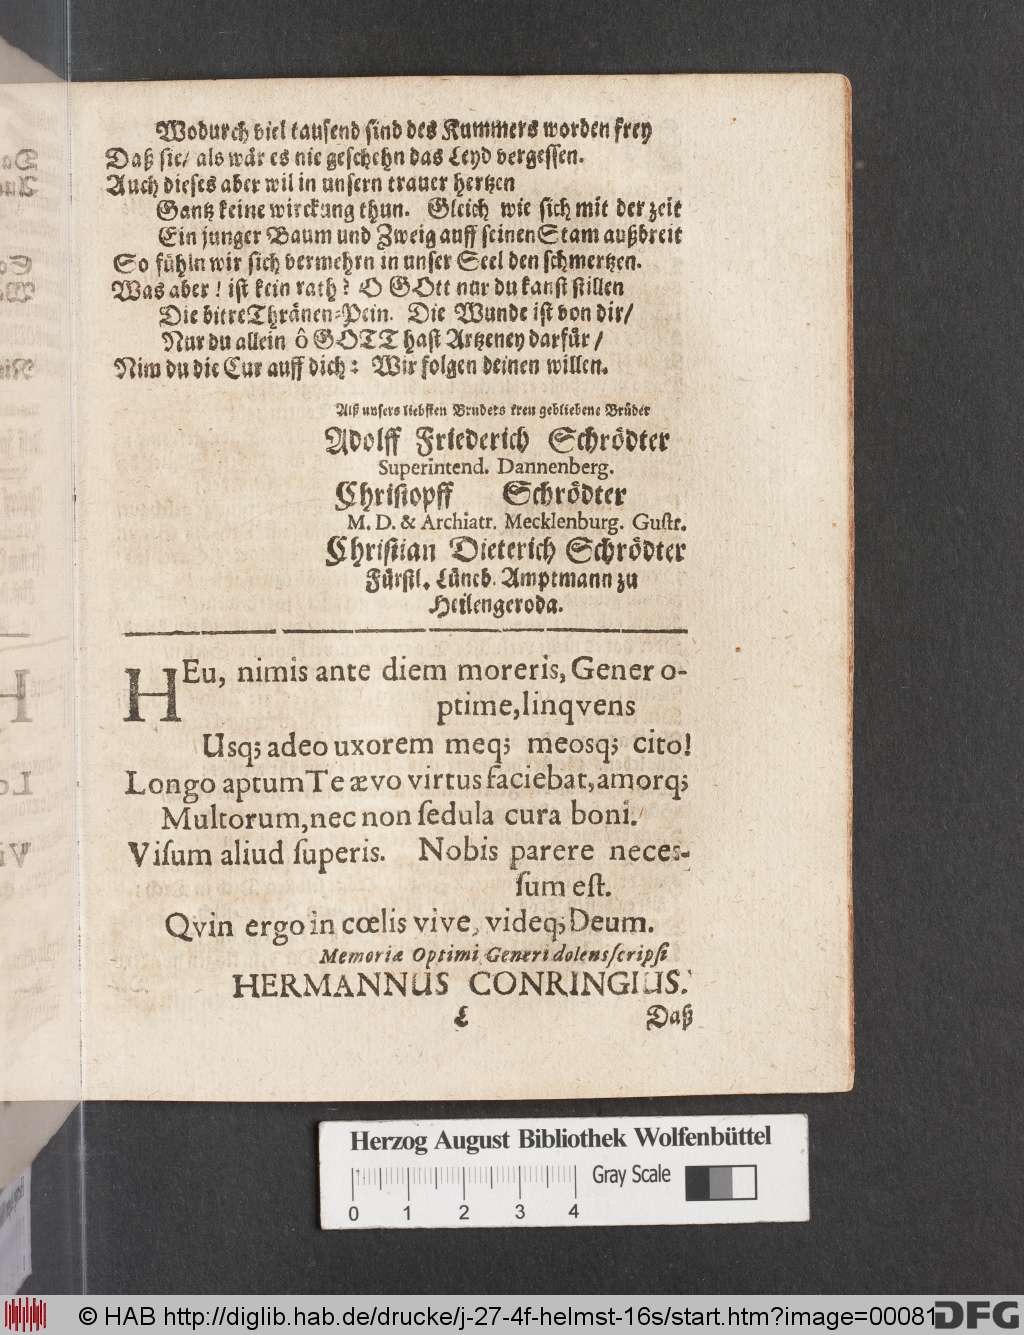 Wodurch viel tausend sind des Kummers worden frey
Daß sie/ als wår es nie geschehn das Leyd vergessen.
Auch dieses aber wil in unsern trauer hertzen
Gantz keine wirckung thun. Gleich wie sich mit der zeit
Ein junger Baum und Zweig auff seinen Stam außbreit
So fühln wir sich vermehrn in unser Seel den schmertzen.
Was aber! ist kein rath? O GOtt nur du kanst stillen
Die bitre Thränen-Pein. Die Wunde ist von dir/
Nur du allein ô GOTT hast Artzeney darfür/
Nim du die Cur auff dich: Wir folgen deinen willen.
Alß unsers liebsten Bruders treu gebliebene Brüder
Adolff Friederich Schrödter
Superintend. Dannenberg.
Christopff Schrödter
M. D. & Archiatr. Mecklenburg. Gustr.
Christian Dieterich Schrödter
Fürstl. Lüneb. Amptmann zu
Heilengeroda.
HEu, nimis ante diem moreris, Gener o-
ptime, linqvens
Usq; adeo uxorem meq; meosq; cito!
Longo aptum Te ævo virtus faciebat, amorq;
Multorum, nec non ſedula cura boni.
Viſum aliud ſuperis. Nobis parere neces-
ſum eſt.
Qvin ergo in cœlis vive, videq; Deum.
Memoriæ Optimi Generi dolens ſcripſi
HERMANNUS CONRINGIUS.
L Daß
Herzog August Bibliothek Wolfenbüttel
Gray Scale
0 1 2 3 4
© HAB http://diglib.hab.de/drucke/j-27-4f-helmst-16s/start.htm?image=00081
DFG